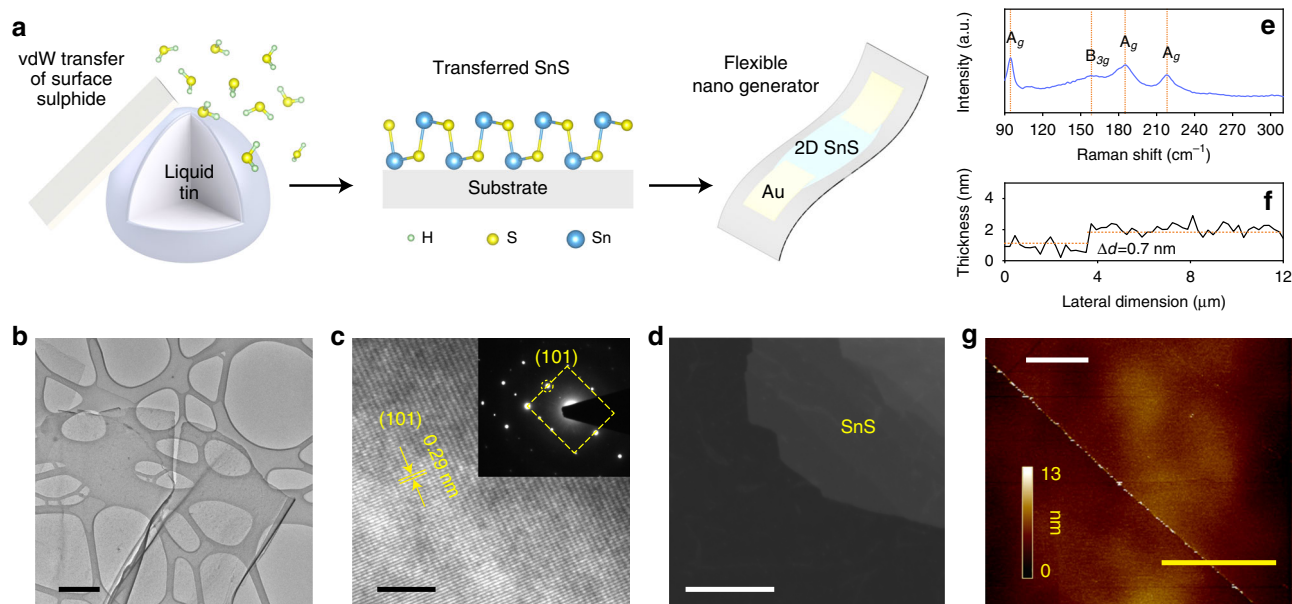 a
vdW transfer
of surface
sulphide
Liquid
tin
Transferred SnS
Substrate
H
S
Sn
Flexible
nano generator
2D SnS
Au
e
Intensity (a.u.)
A_g
B_{3g}
A_g
A_g
90 120 150 180 210 240 270 300
Raman shift (cm⁻¹)
f
Thickness (nm)
4
2
0
Δd=0.7 nm
0 4 8 12
Lateral dimension (μm)
b
c
(101)
(101)
0.29 nm
d
SnS
g
13
nm
0